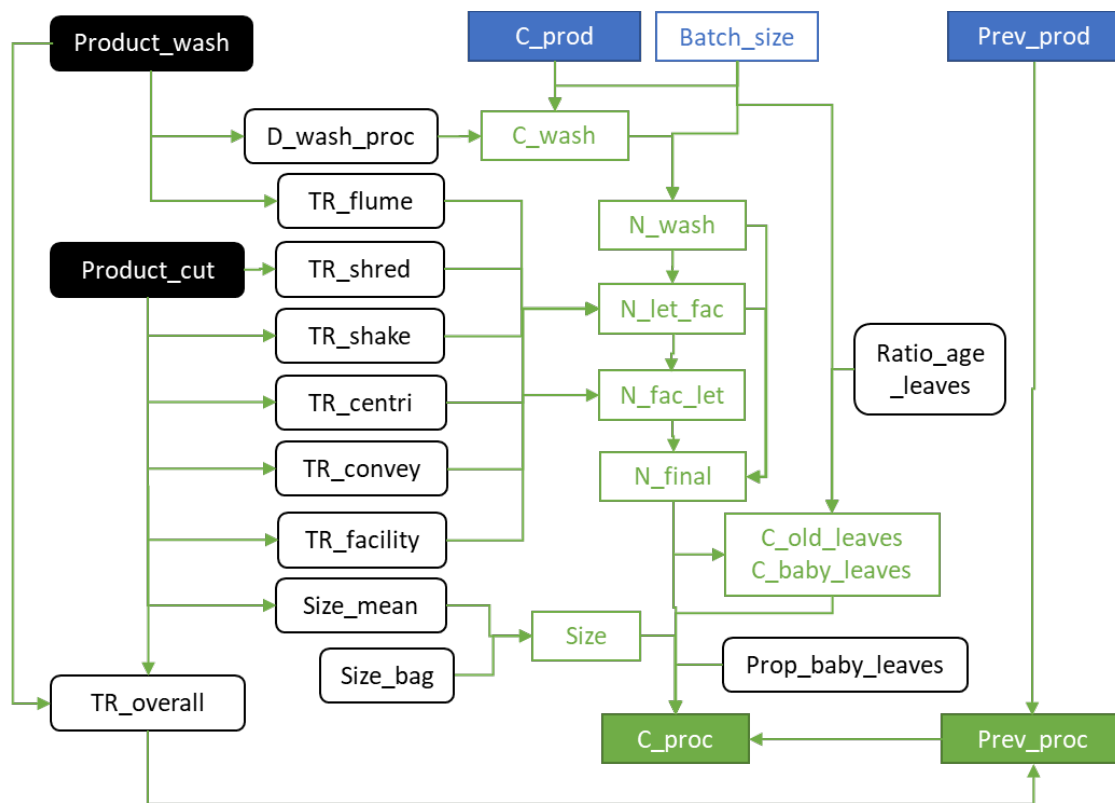 Product_wash
C_prod
Batch_size
Prev_prod
D_wash_proc
C_wash
TR_flume
N_wash
Product_cut
TR_shred
N_let_fac
TR_shake
Ratio_age
_leaves
TR_centri
N_fac_let
TR_convey
N_final
TR_facility
C_old_leaves
C_baby_leaves
Size_mean
Size
Size_bag
Prop_baby_leaves
TR_overall
C_proc
Prev_proc